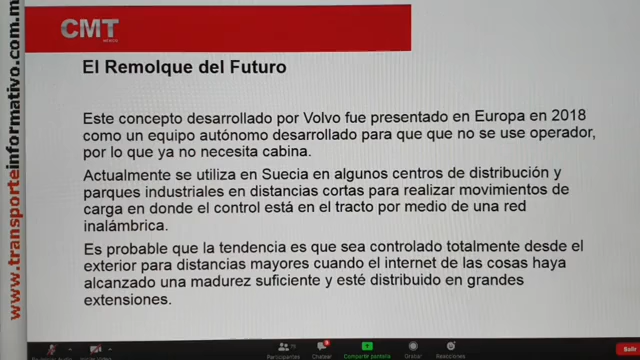 CMT
El Remolque del Futuro
Este concepto desarrollado por Volvo fue presentado en Europa en 2018
como un equipo autónomo desarrollado para que que no se use operador,
por lo que ya no necesita cabina.
Actualmente se utiliza en Suecia en algunos centros de distribución y
parques industriales en distancias cortas para realizar movimientos de
carga en donde el control está en el tracto por medio de una red
inalámbrica.
Es probable que la tendencia es que sea controlado totalmente desde el
exterior para distancias mayores cuando el internet de las cosas haya
alcanzado una madurez suficiente y esté distribuido en grandes
extensiones.
www.transporteinformativo.com.m
Participantes
Chatear
Compartir pantalla
Grabar
Reacciones
Salir